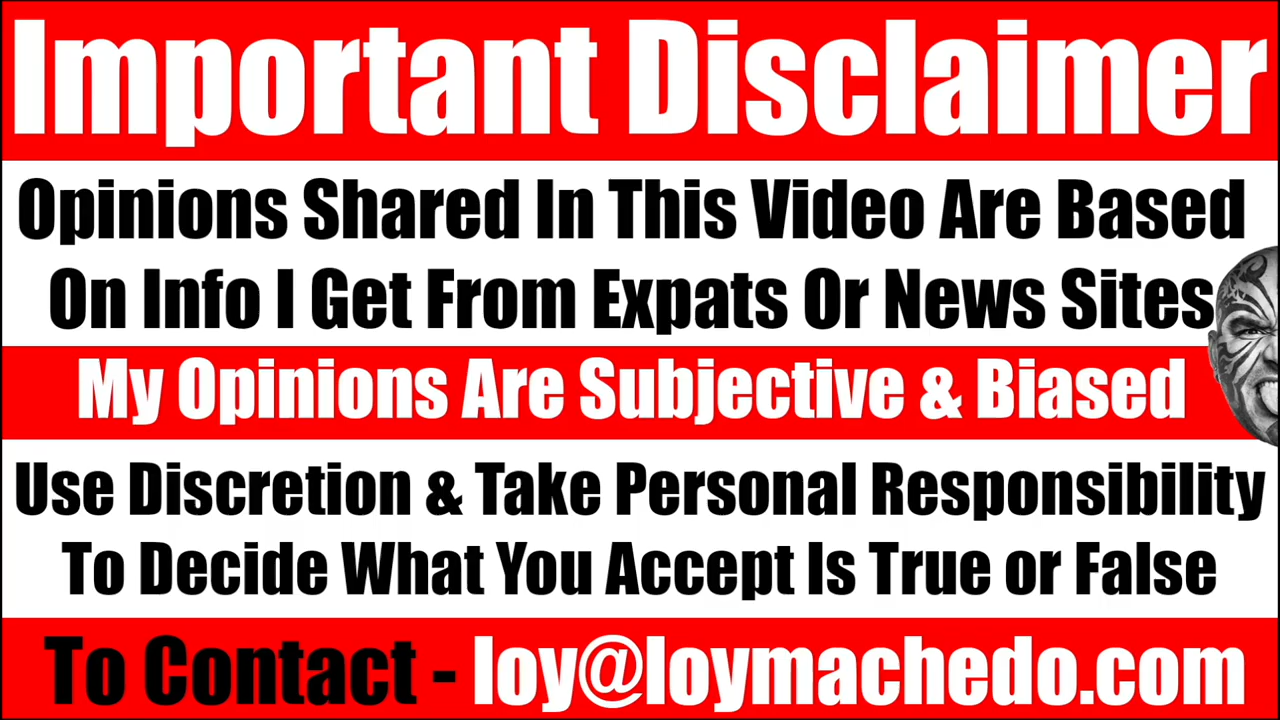 Important Disclaimer
Opinions Shared In This Video Are Based
On Info I Get From Expats Or News Sites
My Opinions Are Subjective & Biased
Use Discretion & Take Personal Responsibility
To Decide What You Accept Is True or False
To Contact - loy@loymachedo.com